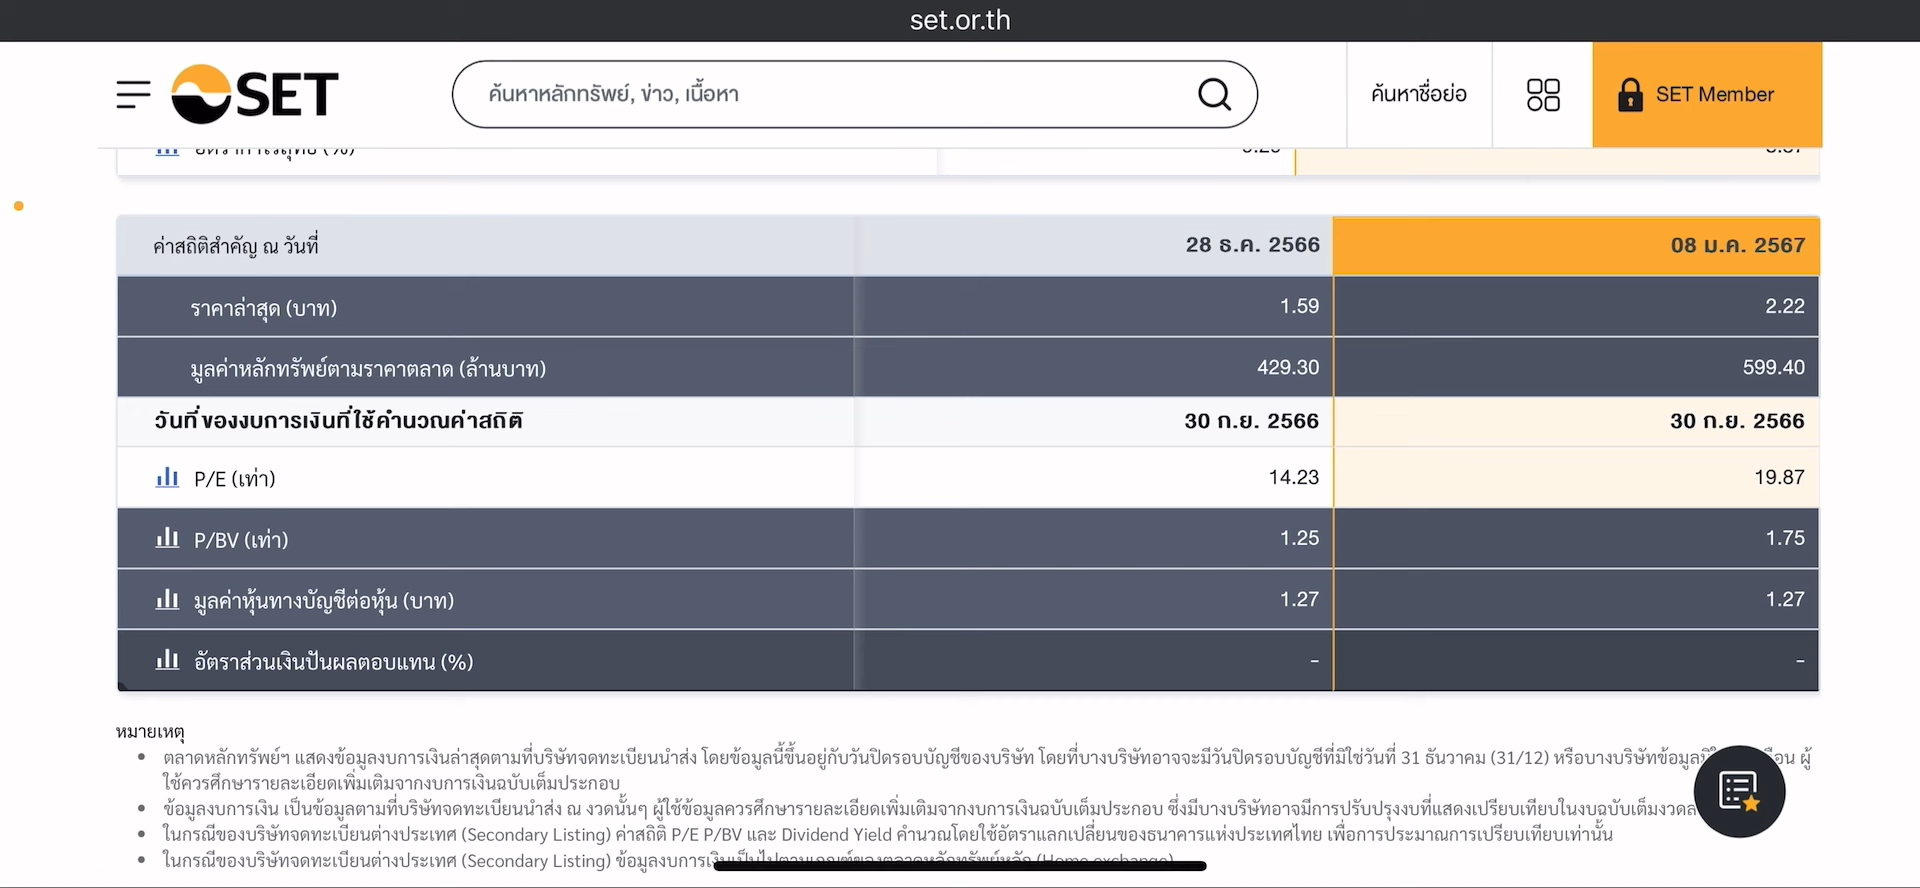 set.or.th
SET
ค้นหาหลักทรัพย์, ข่าว, เนื้อหา
ค้นหาชื่อย่อ
SET Member
(%)
ค่าสถิติสำคัญ ณ วันที่ 28 ธ.ค. 2566 08 ม.ค. 2567
ราคาล่าสุด (บาท) 1.59 2.22
มูลค่าหลักทรัพย์ตามราคาตลาด (ล้านบาท) 429.30 599.40
วันที่ของงบการเงินที่ใช้คำนวณค่าสถิติ 30 ก.ย. 2566 30 ก.ย. 2566
P/E (เท่า) 14.23 19.87
P/BV (เท่า) 1.25 1.75
มูลค่าหุ้นทางบัญชีต่อหุ้น (บาท) 1.27 1.27
อัตราส่วนเงินปันผลตอบแทน (%) - -
หมายเหตุ
• ตลาดหลักทรัพย์ฯ แสดงข้อมูลงบการเงินล่าสุดตามที่บริษัทจดทะเบียนนำส่ง โดยข้อมูลนี้ขึ้นอยู่กับวันปิดรอบบัญชีของบริษัท โดยที่บางบริษัทอาจจะมีวันปิดรอบบัญชีที่มิใช่วันที่ 31 ธันวาคม (31/12) หรือบางบริษัทข้อมูล ผู้
ใช้ควรศึกษารายละเอียดเพิ่มเติมจากงบการเงินฉบับเต็มประกอบ
• ข้อมูลงบการเงิน เป็นข้อมูลตามที่บริษัทจดทะเบียนนำส่ง ณ งวดนั้นๆ ผู้ใช้ข้อมูลควรศึกษารายละเอียดเพิ่มเติมจากงบการเงินฉบับเต็มประกอบ ซึ่งมีบางบริษัทอาจมีการปรับปรุงงบที่แสดงเปรียบเทียบในงบฉบับเต็มงวด
• ในกรณีของบริษัทจดทะเบียนต่างประเทศ (Secondary Listing) ค่าสถิติ P/E P/BV และ Dividend Yield คำนวณโดยใช้อัตราแลกเปลี่ยนของธนาคารแห่งประเทศไทย เพื่อการประมาณการเปรียบเทียบเท่านั้น
• ในกรณีของบริษัทจดทะเบียนต่างประเทศ (Secondary Listing) ข้อมูลงบการเงินเป็นไปตามเกณฑ์ของตลาดหลักทรัพย์หลัก (Home exchange)